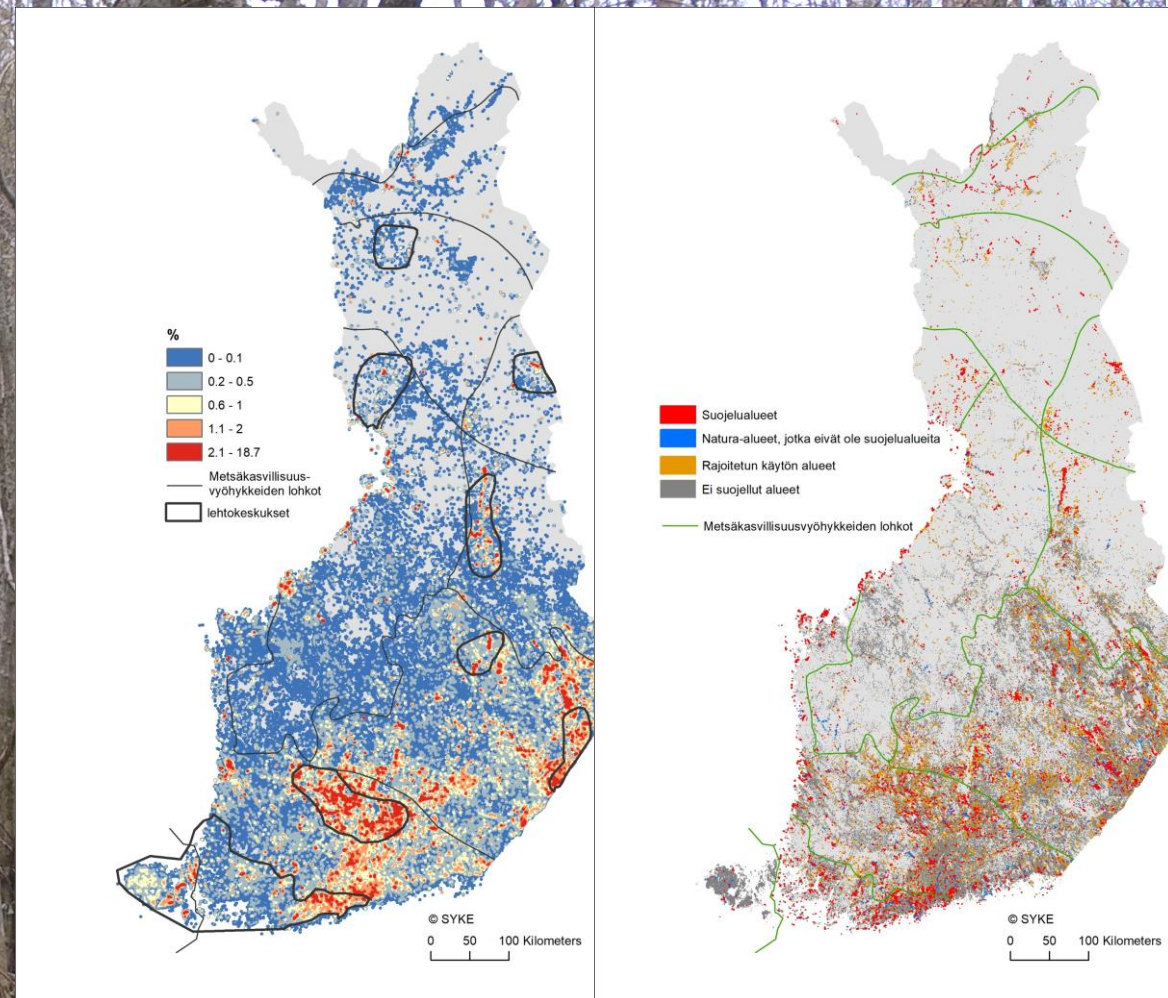 %
0 - 0.1
0.2 - 0.5
0.6 - 1
1.1 - 2
2.1 - 18.7
Metsäkasvillisuus-
vyöhykkeiden lohkot
lehtokeskukset
© SYKE
0 50 100 Kilometers
Suojelualueet
Natura-alueet, jotka eivät ole suojelualueita
Rajoitetun käytön alueet
Ei suojellut alueet
Metsäkasvillisuusvyöhykkeiden lohkot
© SYKE
0 50 100 Kilometers